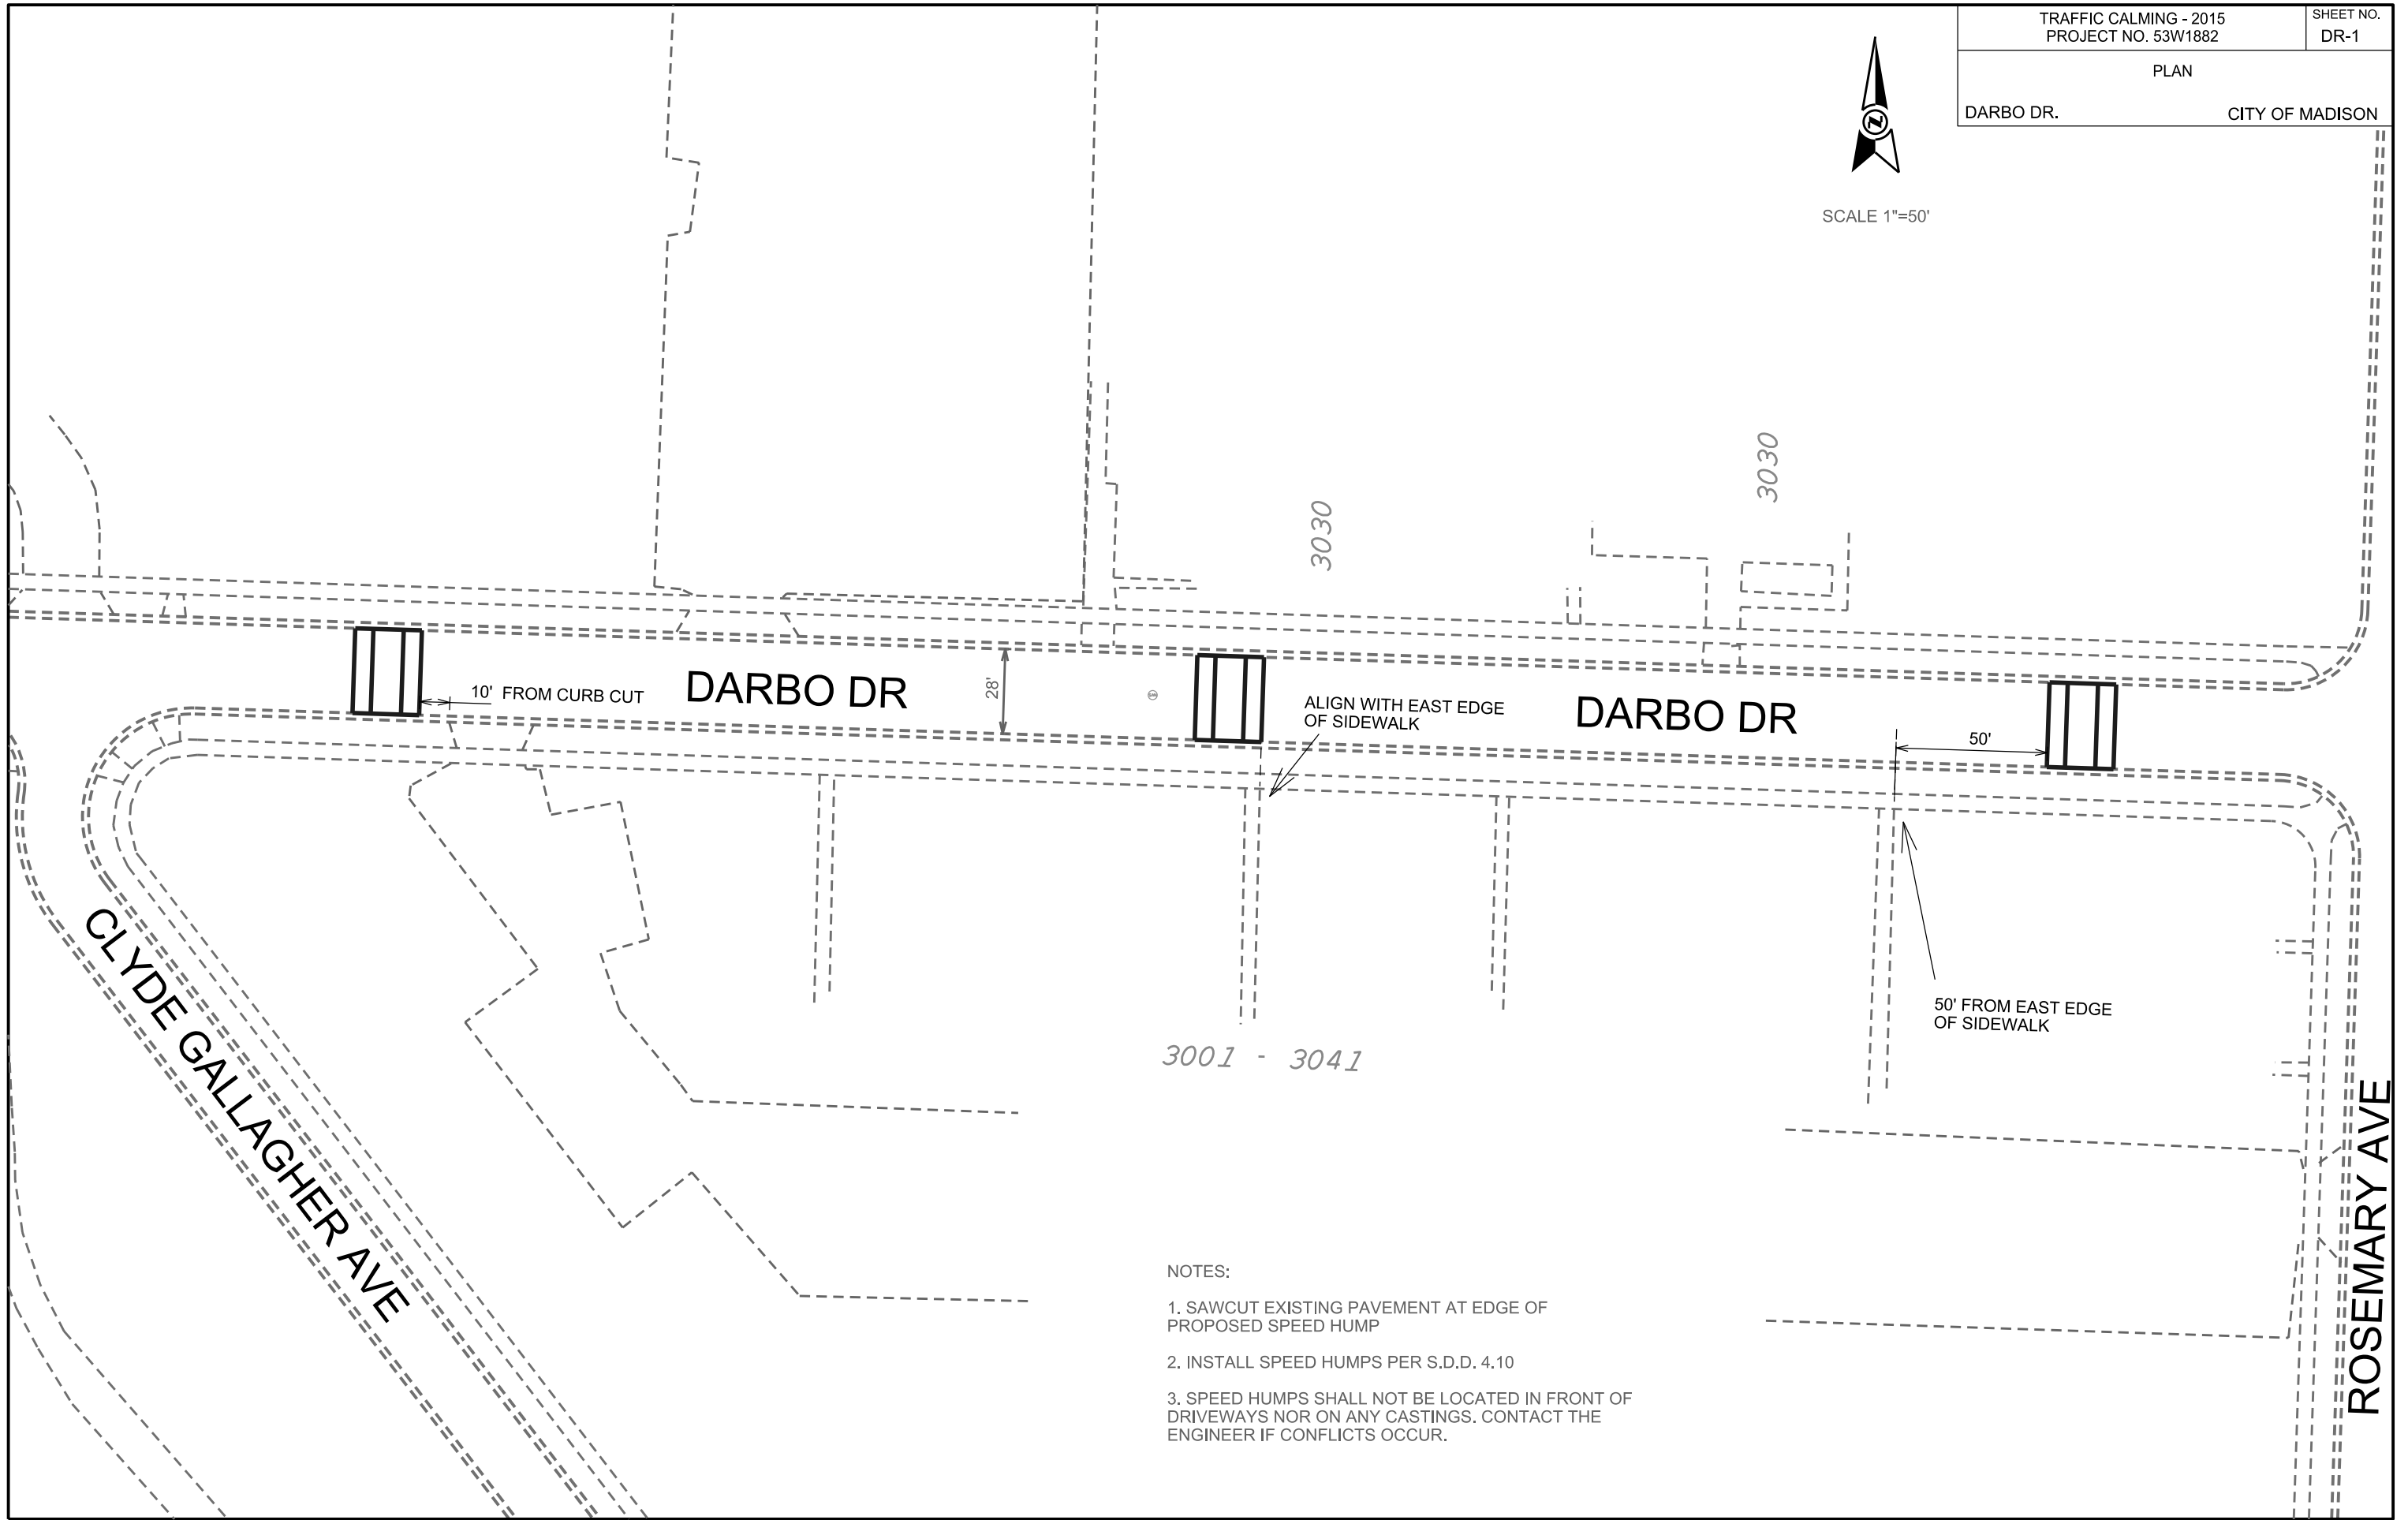 TRAFFIC CALMING - 2015
PROJECT NO. 53W1882
SHEET NO.
DR-1
PLAN
DARBO DR.
CITY OF MADISON
N
SCALE 1"=50'
3030
3030
10' FROM CURB CUT
DARBO DR
28'
ALIGN WITH EAST EDGE
OF SIDEWALK
DARBO DR
50'
50' FROM EAST EDGE
OF SIDEWALK
CLYDE GALLAGHER AVE
3001 - 3041
ROSEMARY AVE
NOTES:
1. SAWCUT EXISTING PAVEMENT AT EDGE OF
PROPOSED SPEED HUMP
2. INSTALL SPEED HUMPS PER S.D.D. 4.10
3. SPEED HUMPS SHALL NOT BE LOCATED IN FRONT OF
DRIVEWAYS NOR ON ANY CASTINGS. CONTACT THE
ENGINEER IF CONFLICTS OCCUR.